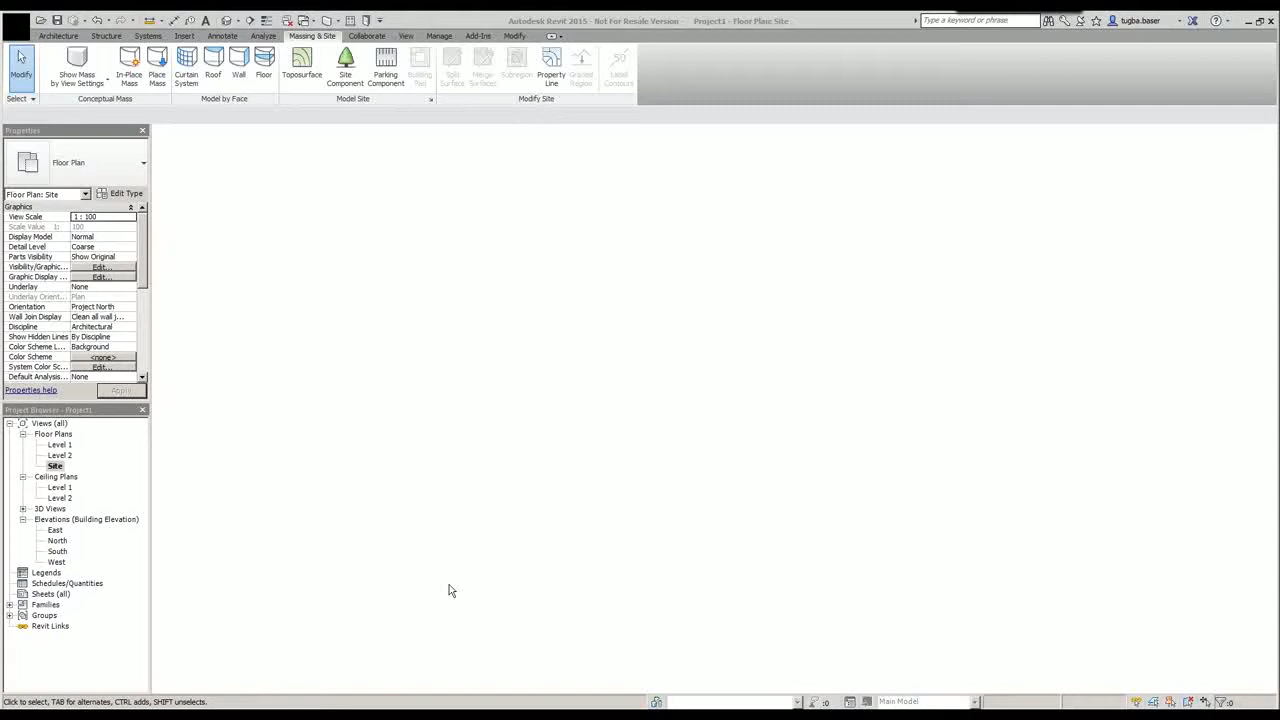 Autodesk Revit 2015 - Not For Resale Version - Project1 - Floor Plan: Site
Type a keyword or phrase
tugba.baser
Architecture Structure Systems Insert Annotate Analyze Massing & Site Collaborate View Manage Add-Ins Modify
Modify
Show Mass
by View Settings
In-Place
Mass
Place
Mass
Curtain
System
Roof
Wall
Floor
Toposurface
Site
Component
Parking
Component
Building
Pad
Split
Surface
Merge
Surfaces
Subregion
Property
Line
Graded
Region
50
Label
Contours
Select
Conceptual Mass
Model by Face
Model Site
Modify Site
Properties
Floor Plan
Floor Plan: Site
Edit Type
Graphics
View Scale 1 : 100
Scale Value 1: 100
Display Model Normal
Detail Level Coarse
Parts Visibility Show Original
Visibility/Graphic... Edit...
Graphic Display ... Edit...
Underlay None
Underlay Orient... Plan
Orientation Project North
Wall Join Display Clean all wall j...
Discipline Architectural
Show Hidden Lines By Discipline
Color Scheme L... Background
Color Scheme <none>
System Color Sc... Edit...
Default Analysis... None
Properties help
Apply
Project Browser - Project1
Views (all)
Floor Plans
Level 1
Level 2
Site
Ceiling Plans
Level 1
Level 2
3D Views
Elevations (Building Elevation)
East
North
South
West
Legends
Schedules/Quantities
Sheets (all)
Families
Groups
Revit Links
Click to select, TAB for alternates, CTRL adds, SHIFT unselects.
:0
Main Model
:0